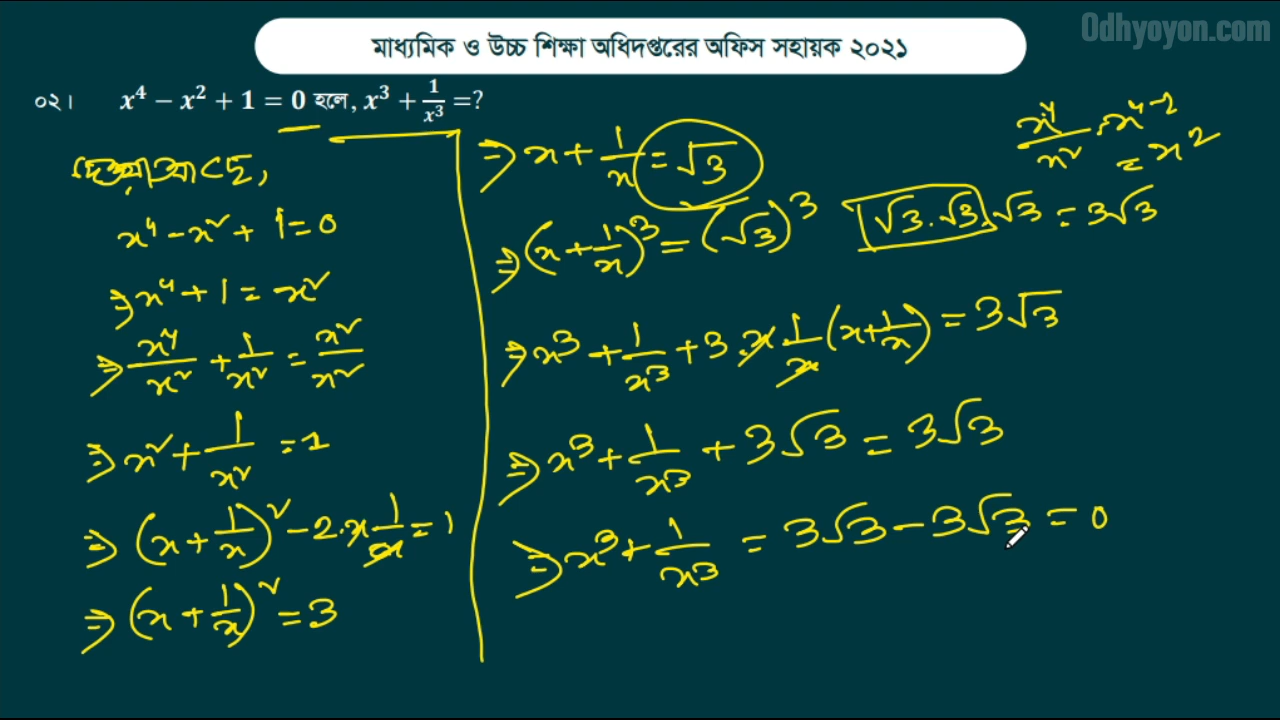 Odhyoyon.com
মাধ্যমিক ও উচ্চ শিক্ষা অধিদপ্তরের অফিস সহায়ক ২০২১
০২। x⁴ − x² + 1 = 0 হলে, x³ + 1/x³ =?
দেওয়া আছে,
x⁴ − x² + 1 = 0
⇒ x⁴ + 1 = x²
⇒ x⁴/x² + 1/x² = x²/x²
⇒ x² + 1/x² = 1
⇒ (x + 1/x)² − 2·x 1/x = 1
⇒ (x + 1/x)² = 3
⇒ x + 1/x = √3
x⁴/x² = x⁴⁻²
= x²
⇒ (x + 1/x)³ = (√3)³
√3·√3·√3 = 3√3
⇒ x³ + 1/x³ + 3·x 1/x (x + 1/x) = 3√3
⇒ x³ + 1/x³ + 3√3 = 3√3
⇒ x³ + 1/x³ = 3√3 − 3√3 = 0